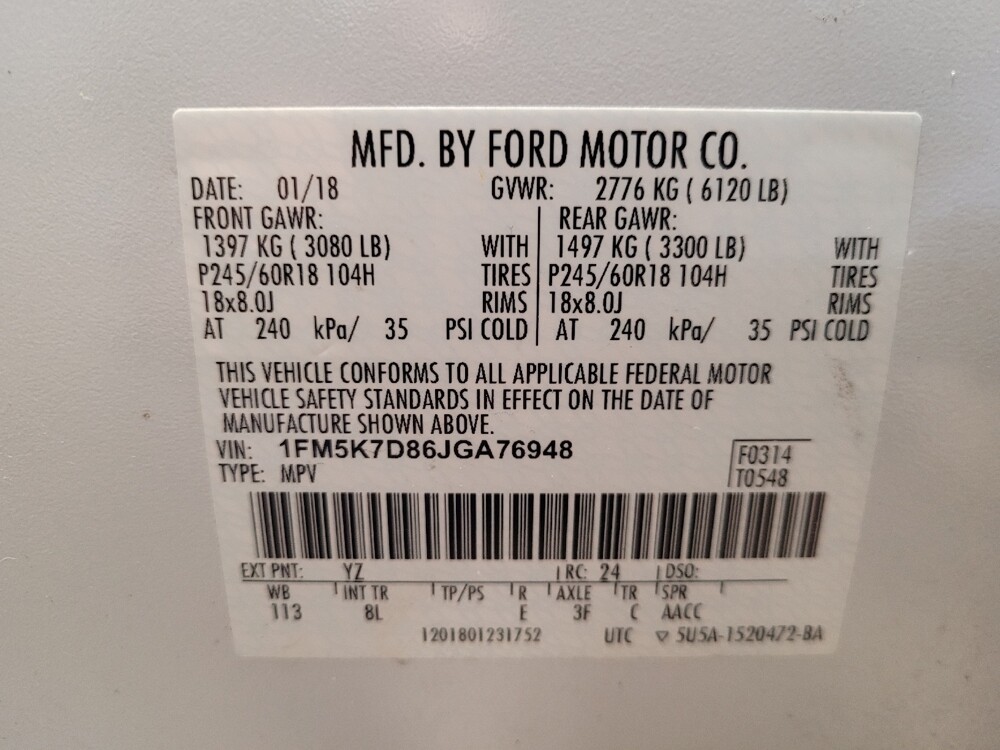 MFD. BY FORD MOTOR CO.
DATE: 01/18 GVWR: 2776 KG ( 6120 LB)
FRONT GAWR: REAR GAWR:
1397 KG ( 3080 LB) WITH 1497 KG ( 3300 LB) WITH
P245/60R18 104H TIRES P245/60R18 104H TIRES
18x8.0J RIMS 18x8.0J RIMS
AT 240 kPa/ 35 PSI COLD AT 240 kPa/ 35 PSI COLD
THIS VEHICLE CONFORMS TO ALL APPLICABLE FEDERAL MOTOR
VEHICLE SAFETY STANDARDS IN EFFECT ON THE DATE OF
MANUFACTURE SHOWN ABOVE.
VIN: 1FM5K7D86JGA76948 F0314
TYPE: MPV T0548
EXT PNT: YZ RC: 24 DSO:
WB INT TR TP/PS R AXLE TR SPR
113 8L E 3F C AACC
1201801231752 UTC ▽ 5U5A-1520472-BA